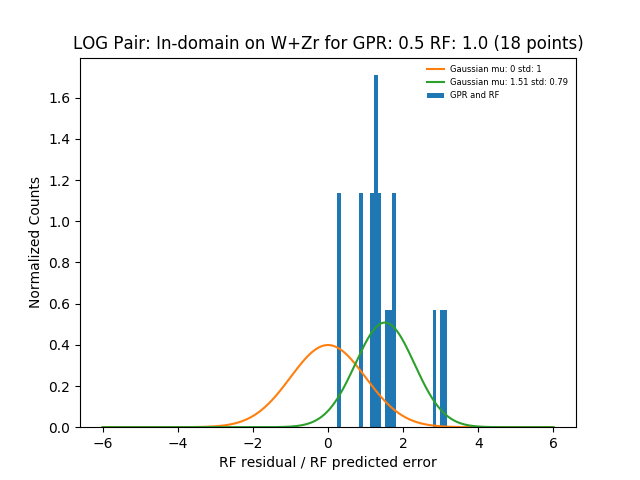 LOG Pair: In-domain on W+Zr for GPR: 0.5 RF: 1.0 (18 points)
Gaussian mu: 0 std: 1
Gaussian mu: 1.51 std: 0.79
GPR and RF
Normalized Counts
1.6
1.4
1.2
1.0
0.8
0.6
0.4
0.2
0.0
−6 −4 −2 0 2 4 6
RF residual / RF predicted error